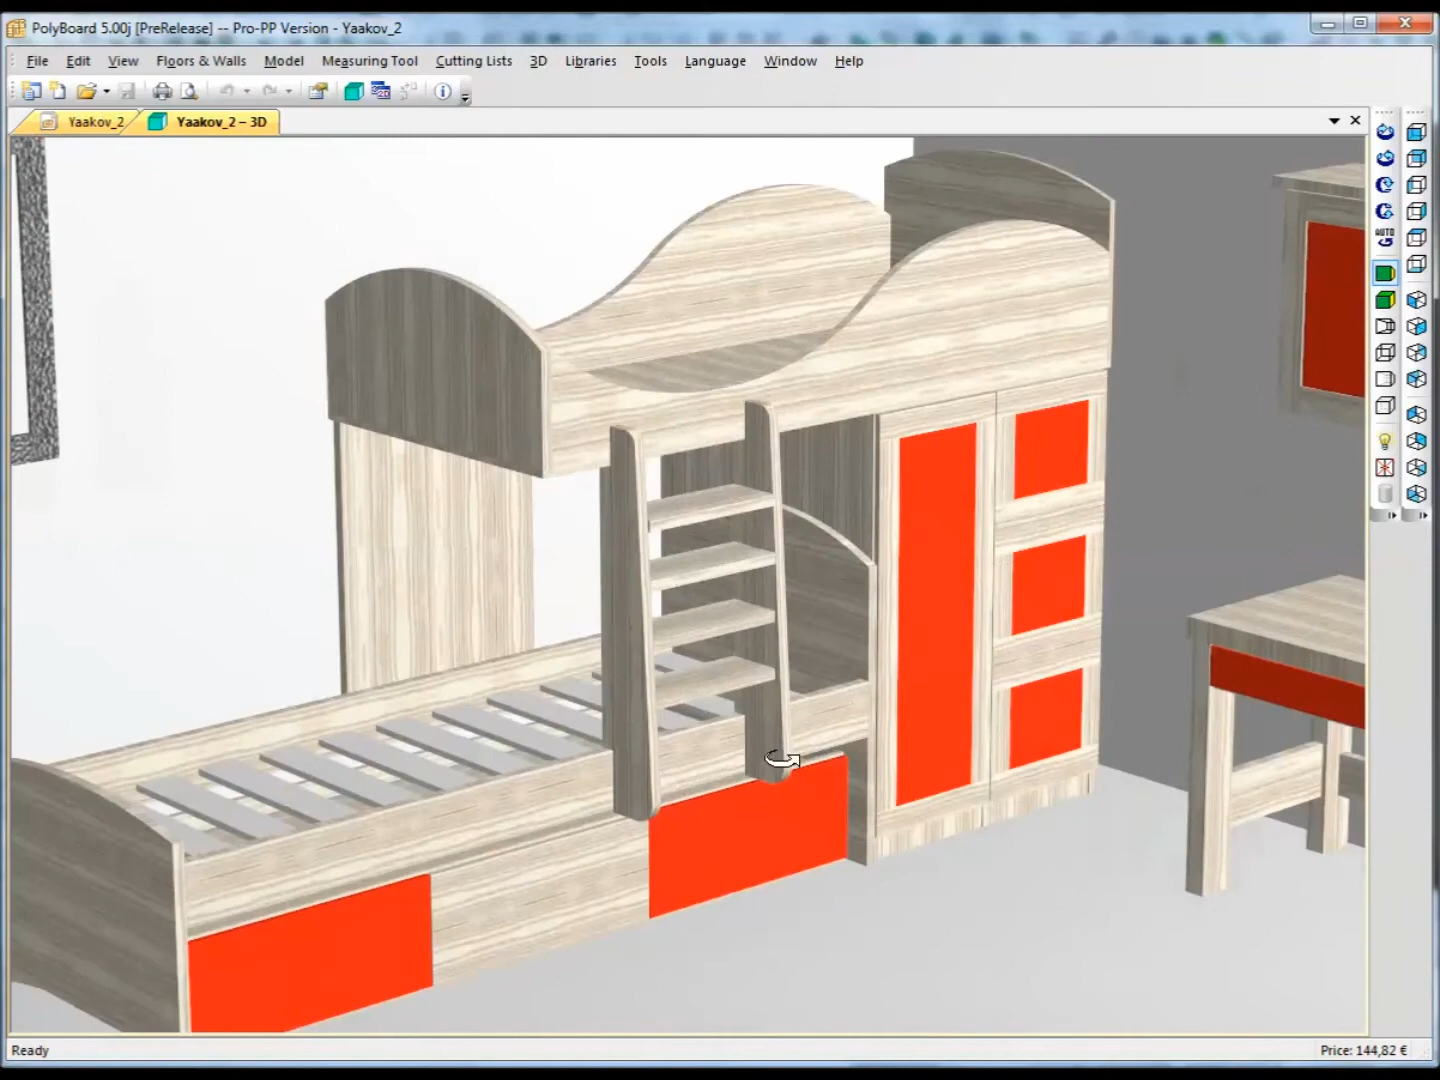 PolyBoard 5.00j [PreRelease] -- Pro-PP Version - Yaakov_2
File Edit View Floors & Walls Model Measuring Tool Cutting Lists 3D Libraries Tools Language Window Help
Yaakov_2 Yaakov_2 – 3D
AUTO
Ready Price: 144,82 €